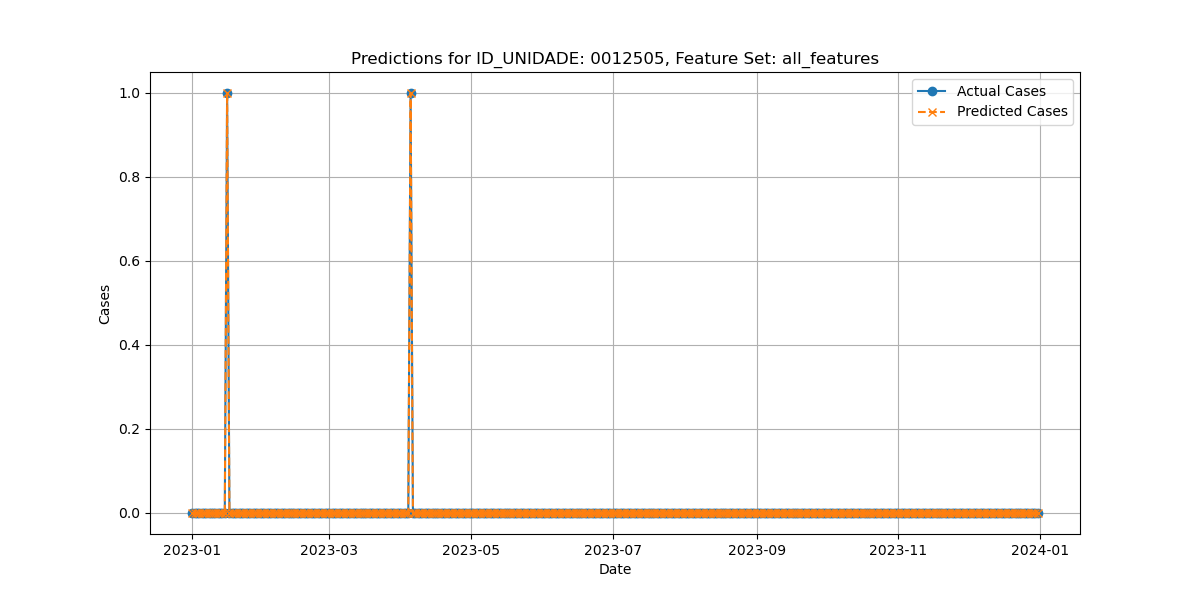 Predictions for ID_UNIDADE: 0012505, Feature Set: all_features
Actual Cases
Predicted Cases
1.0
0.8
0.6
0.4
0.2
0.0
Cases
2023-01 2023-03 2023-05 2023-07 2023-09 2023-11 2024-01
Date